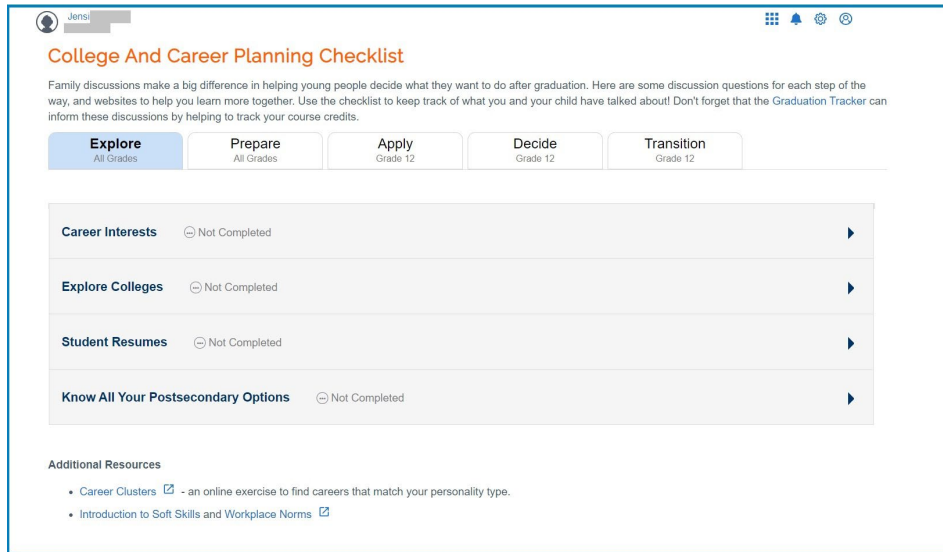 Jensi
College And Career Planning Checklist
Family discussions make a big difference in helping young people decide what they want to do after graduation. Here are some discussion questions for each step of the
way, and websites to help you learn more together. Use the checklist to keep track of what you and your child have talked about! Don't forget that the Graduation Tracker can
inform these discussions by helping to track your course credits.
Explore Prepare Apply Decide Transition
All Grades All Grades Grade 12 Grade 12 Grade 12
Career Interests Not Completed
Explore Colleges Not Completed
Student Resumes Not Completed
Know All Your Postsecondary Options Not Completed
Additional Resources
• Career Clusters - an online exercise to find careers that match your personality type.
• Introduction to Soft Skills and Workplace Norms